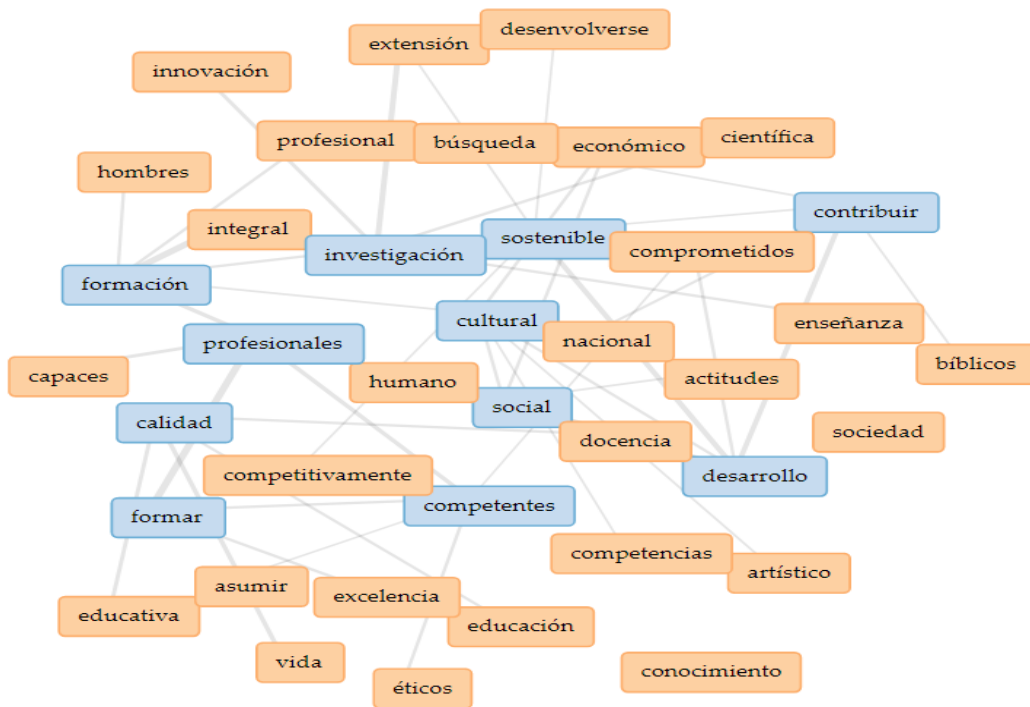 desenvolverse
extensión
innovación
científica
profesional
búsqueda
económico
hombres
contribuir
integral
sostenible
investigación
comprometidos
formación
cultural
enseñanza
profesionales
nacional
bíblicos
capaces
humano
actitudes
social
calidad
sociedad
docencia
competitivamente
desarrollo
competentes
formar
competencias
artístico
asumir
excelencia
educativa
educación
vida
conocimiento
éticos